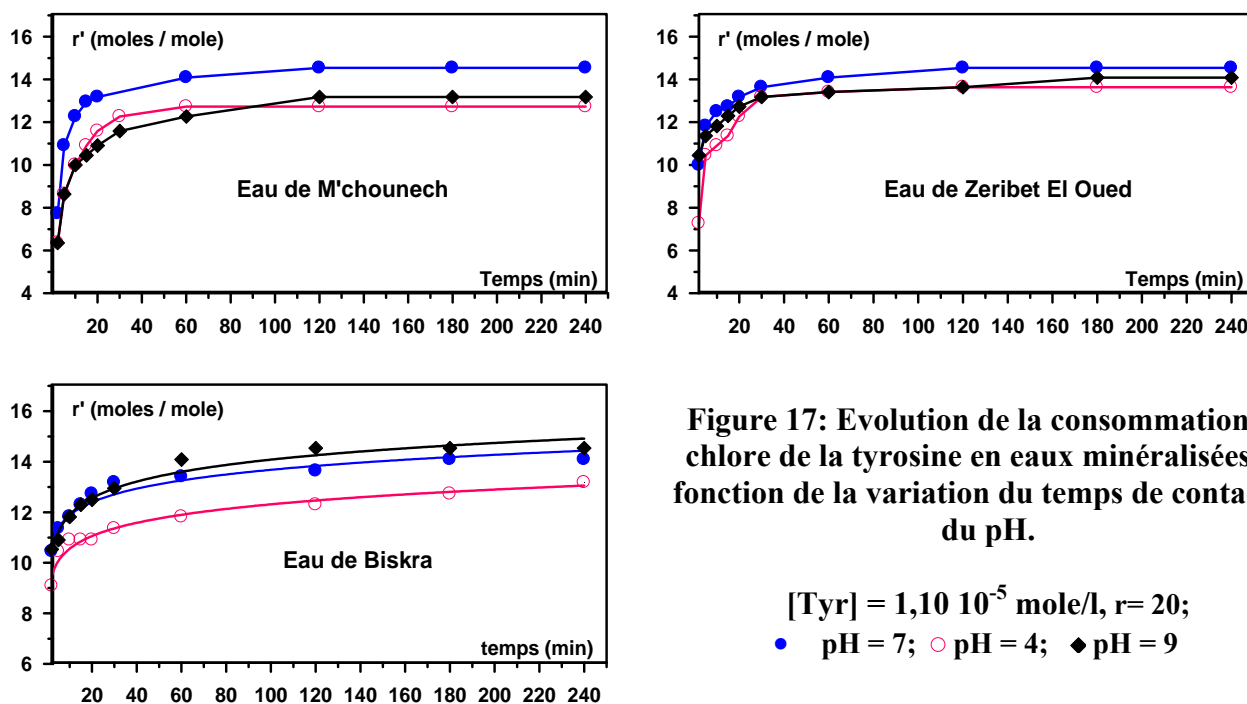 r' (moles / mole)
16
14
12
10
8
6
4
Eau de M'chounech
Temps (min)
20 40 60 80 100 120 140 160 180 200 220 240
r' (moles / mole)
16
14
12
10
8
6
4
Eau de Zeribet El Oued
Temps (min)
20 40 60 80 100 120 140 160 180 200 220 240
r' (moles / mole)
16
14
12
10
8
6
Eau de Biskra
temps (min)
20 40 60 80 100 120 140 160 180 200 220 240
Figure 17: Evolution de la consommation
chlore de la tyrosine en eaux minéralisées
fonction de la variation du temps de conta
du pH.
[Tyr] = 1,10 10⁻⁵ mole/l, r= 20;
● pH = 7; ○ pH = 4; ◆ pH = 9